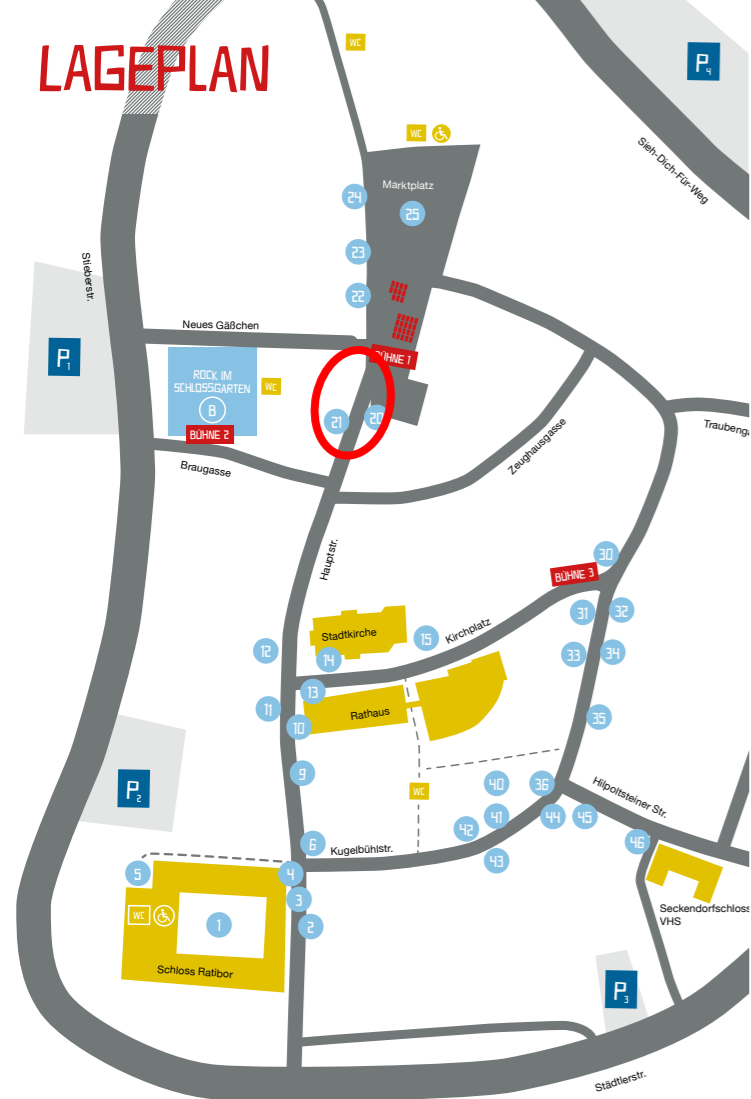 LAGEPLAN
WC
P4
WC
Sieh-Dich-Für-Weg
Marktplatz
24
25
Stieberstr.
23
22
Neues Gäßchen
P1
BÜHNE 1
ROCK IM
SCHLOSSGARTEN
B
WC
BÜHNE 2
21
20
Traubenga
Zeughausgasse
Braugasse
Hauptstr.
30
BÜHNE 3
31
32
Stadtkirche
15
Kirchplatz
12
14
33
34
13
11
10
Rathaus
35
9
P2
WC
40
36
Hilpoltsteiner Str.
42
41
44
45
46
6
Kugelbühlstr.
43
5
4
3
WC
1
2
Seckendorfschloss
VHS
Schloss Ratibor
P3
Städtlerstr.